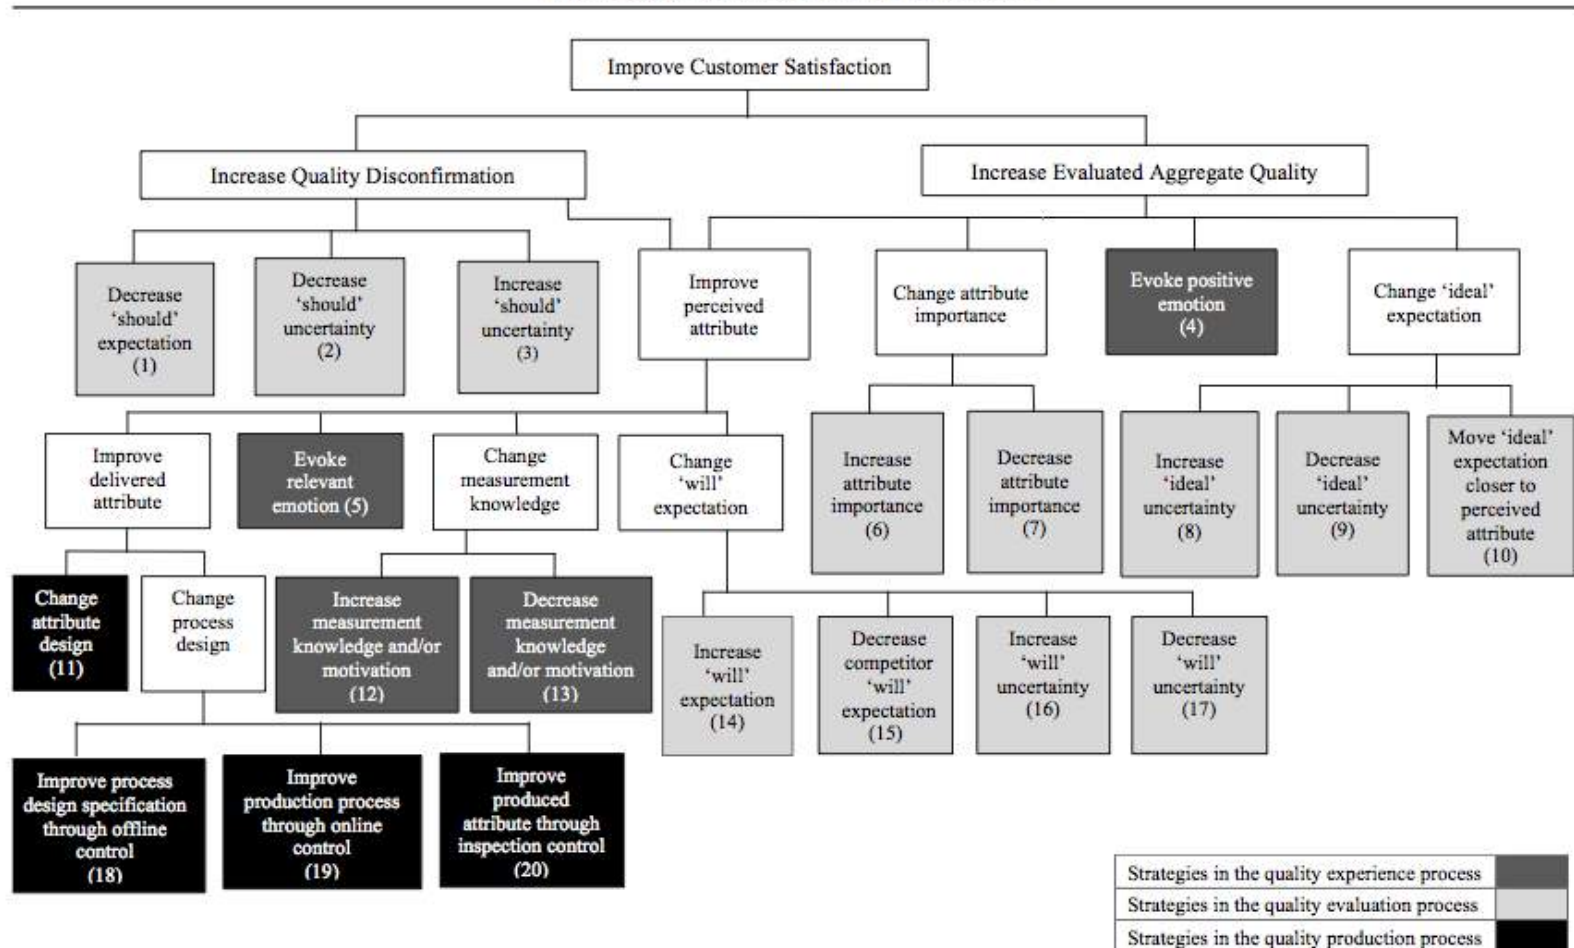 Improve Customer Satisfaction
Increase Quality Disconfirmation
Increase Evaluated Aggregate Quality
Decrease
‘should’
expectation
(1)
Decrease
‘should’
uncertainty
(2)
Increase
‘should’
uncertainty
(3)
Improve
perceived
attribute
Change attribute
importance
Evoke positive
emotion
(4)
Change ‘ideal’
expectation
Improve
delivered
attribute
Evoke
relevant
emotion (5)
Change
measurement
knowledge
Change
‘will’
expectation
Increase
attribute
importance
(6)
Decrease
attribute
importance
(7)
Increase
‘ideal’
uncertainty
(8)
Decrease
‘ideal’
uncertainty
(9)
Move ‘ideal’
expectation
closer to
perceived
attribute
(10)
Change
attribute
design
(11)
Change
process
design
Increase
measurement
knowledge and/or
motivation
(12)
Decrease
measurement
knowledge
and/or motivation
(13)
Increase
‘will’
expectation
(14)
Decrease
competitor
‘will’
expectation
(15)
Increase
‘will’
uncertainty
(16)
Decrease
‘will’
uncertainty
(17)
Improve process
design specification
through offline
control
(18)
Improve
production process
through online
control
(19)
Improve
produced
attribute through
inspection control
(20)
Strategies in the quality experience process
Strategies in the quality evaluation process
Strategies in the quality production process